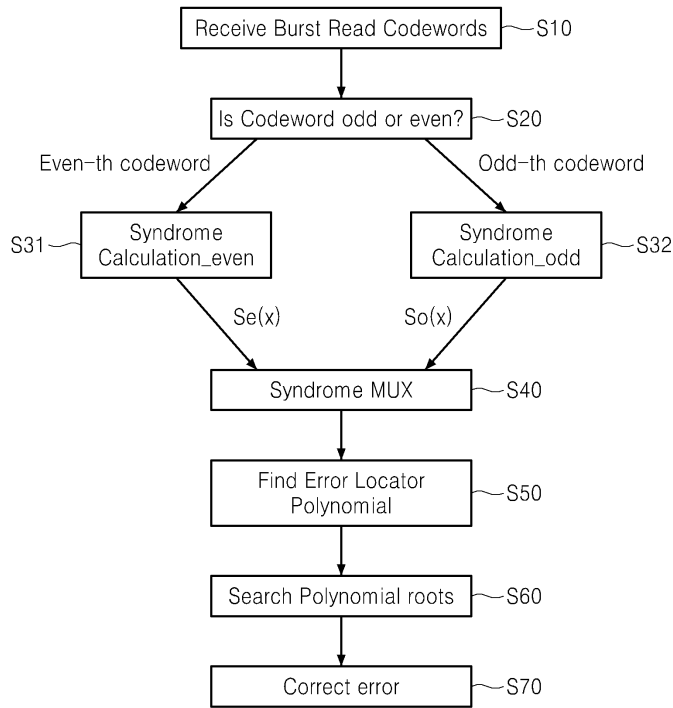 Receive Burst Read Codewords
S10
Is Codeword odd or even?
S20
Even-th codeword
Odd-th codeword
S31
Syndrome
Calculation_even
Syndrome
Calculation_odd
S32
Se(x)
So(x)
Syndrome MUX
S40
Find Error Locator
Polynomial
S50
Search Polynomial roots
S60
Correct error
S70